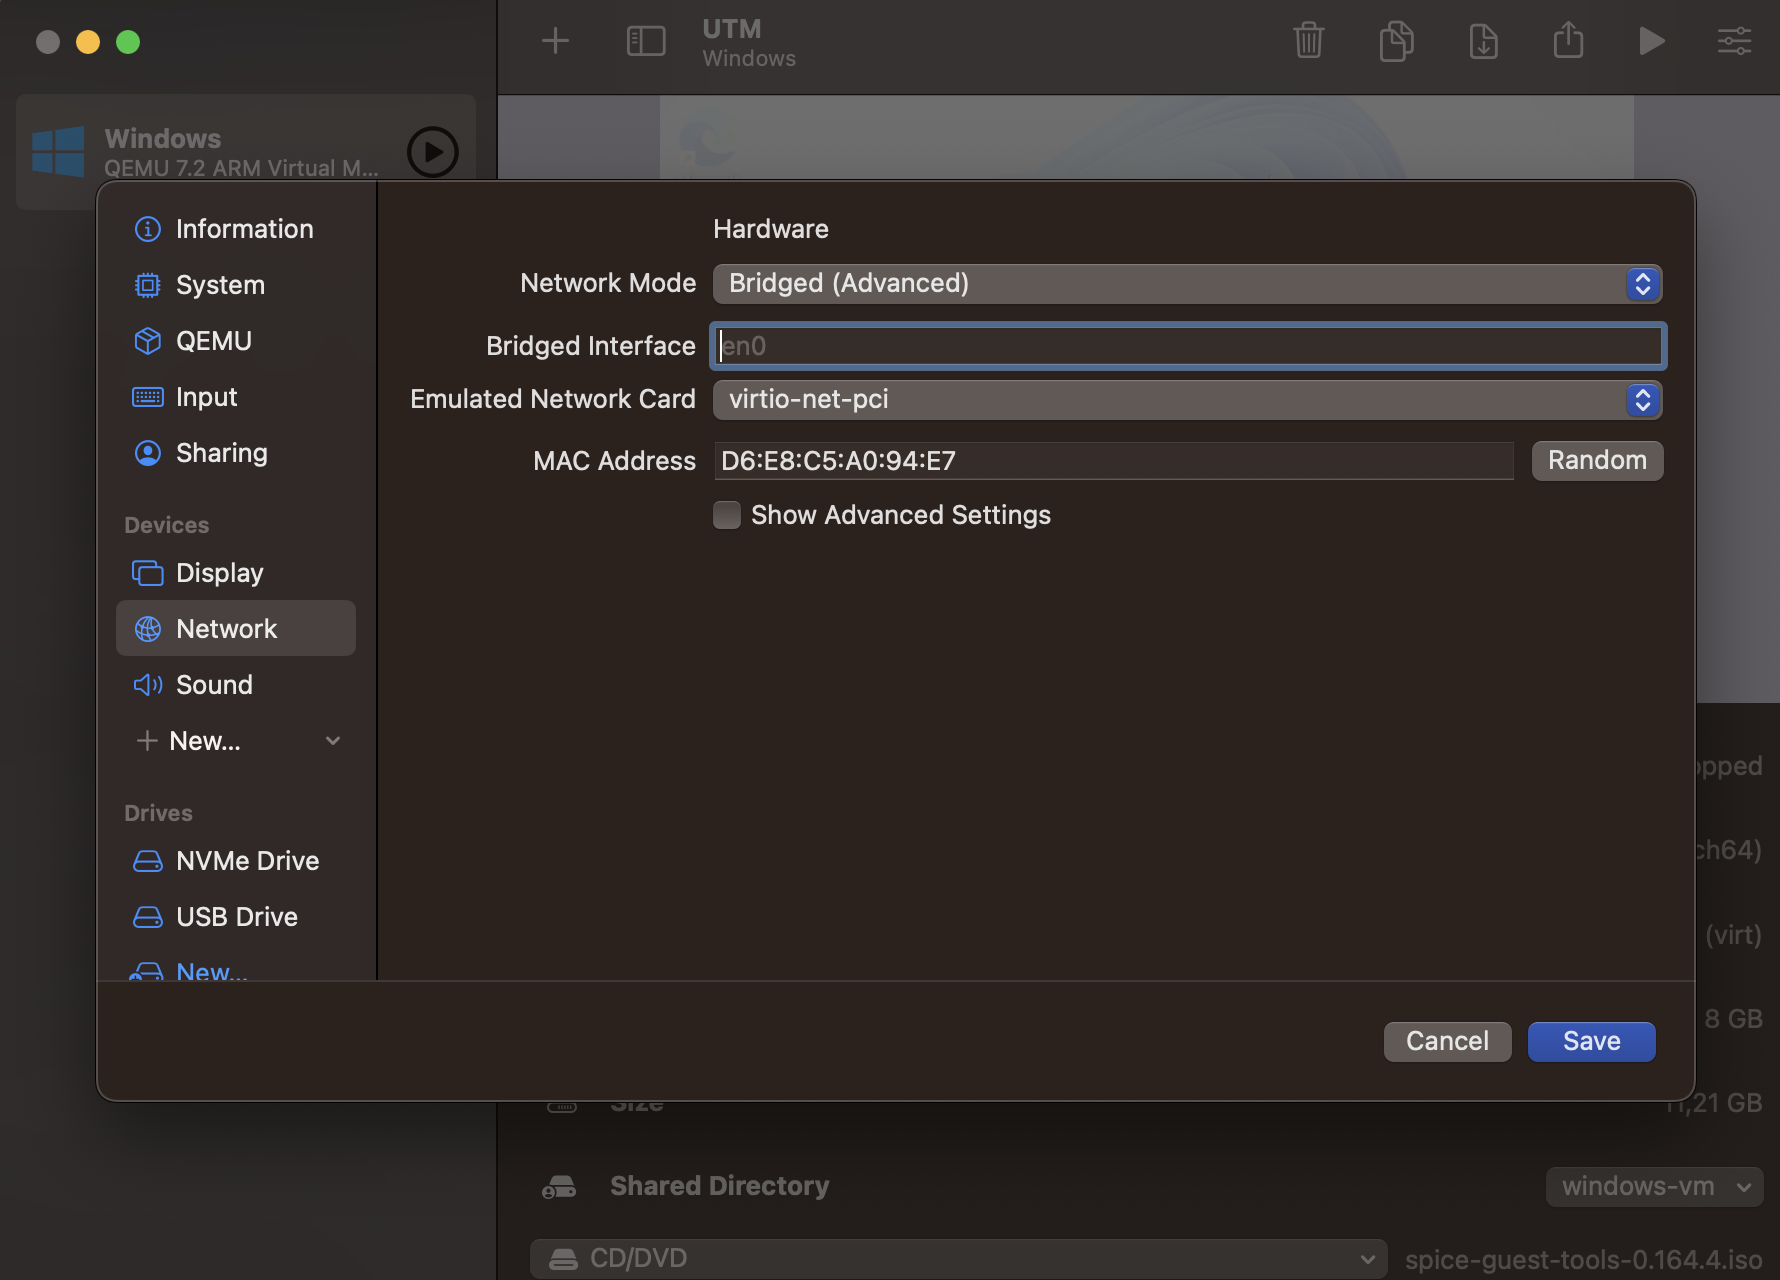 UTM
Windows
Windows
QEMU 7.2 ARM Virtual M...
Information
System
QEMU
Input
Sharing
Devices
Display
Network
Sound
New...
Drives
NVMe Drive
USB Drive
New...
Hardware
Network Mode
Bridged (Advanced)
Bridged Interface
en0
Emulated Network Card
virtio-net-pci
MAC Address
D6:E8:C5:A0:94:E7
Random
Show Advanced Settings
Cancel
Save
opped
ch64)
(virt)
8 GB
Size
11,21 GB
Shared Directory
windows-vm
CD/DVD
spice-guest-tools-0.164.4.iso